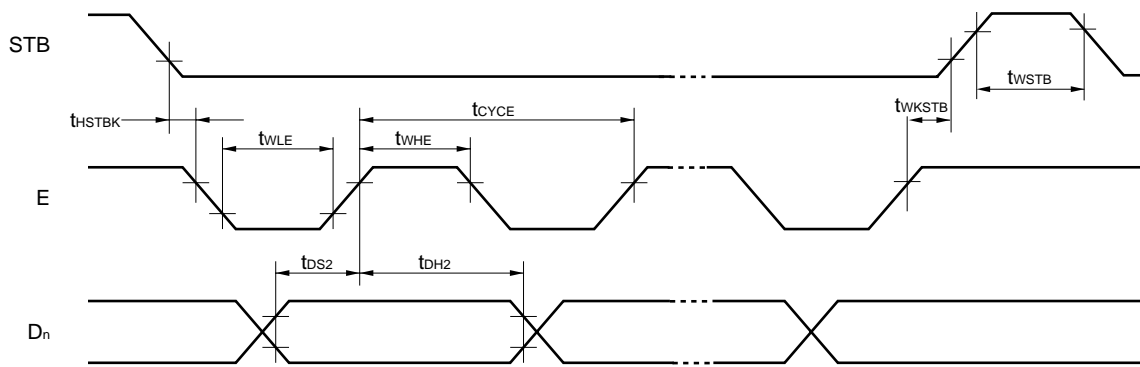 STB
tWSTB
tHSTBK
tCYCE
tWKSTB
tWLE
tWHE
E
tDS2
tDH2
Dn